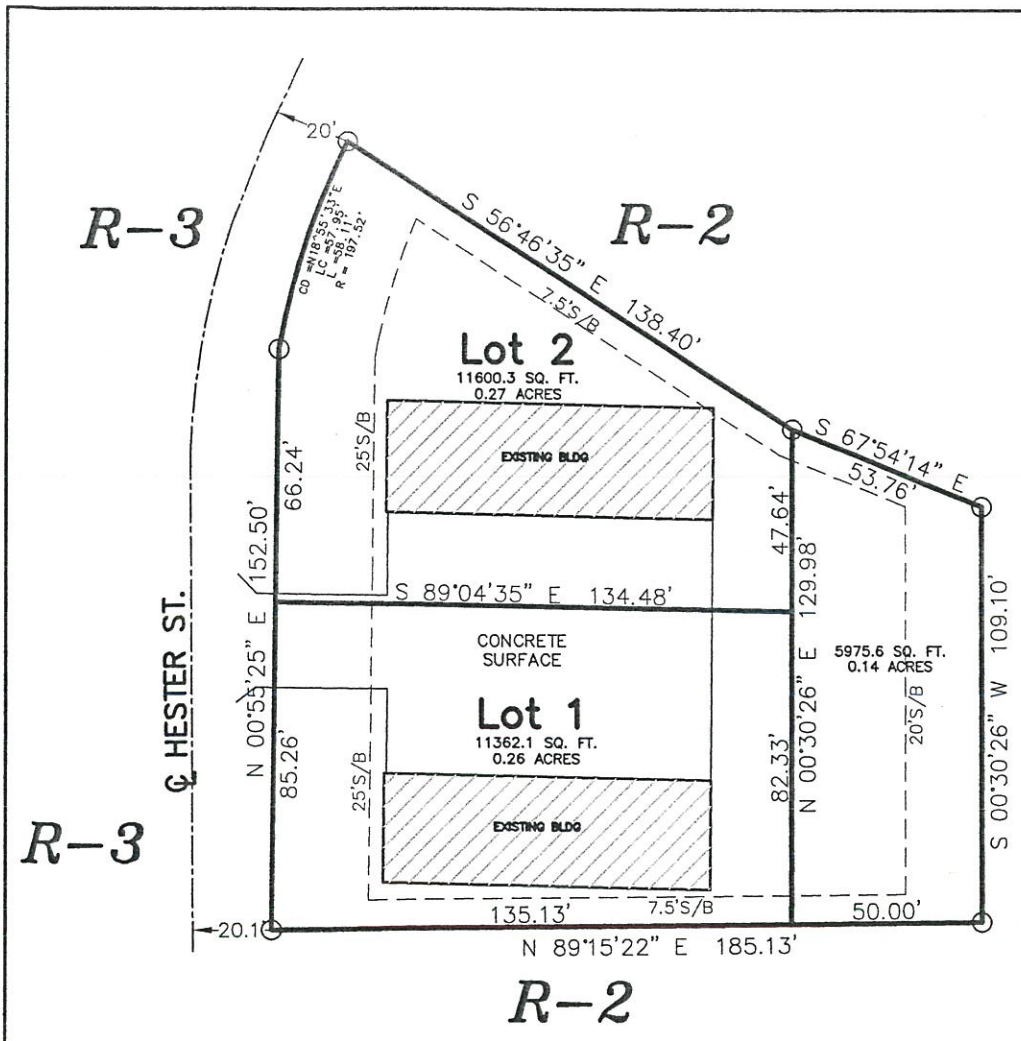 20'
R-3
R-2
S 56°46'35" E 138.40'
CD =N18°55'33"E
LC =57.95'
L =58.11'
R = 197.52'
7.5'S/B
Lot 2
11600.3 SQ. FT.
0.27 ACRES
EXISTING BLDG
25'S/B
S 67°54'14" E
53.76'
66.24'
47.64'
N 00°55'25" E 152.50'
S 89°04'35" E 134.48'
N 00°30'26" E 129.98'
CONCRETE
SURFACE
5975.6 SQ. FT.
0.14 ACRES
S 00°30'26" W 109.10'
20'S/B
℄ HESTER ST.
Lot 1
11362.1 SQ. FT.
0.26 ACRES
85.26'
25'S/B
82.33'
EXISTING BLDG
R-3
7.5'S/B
135.13'
50.00'
20.1'
N 89°15'22" E 185.13'
R-2